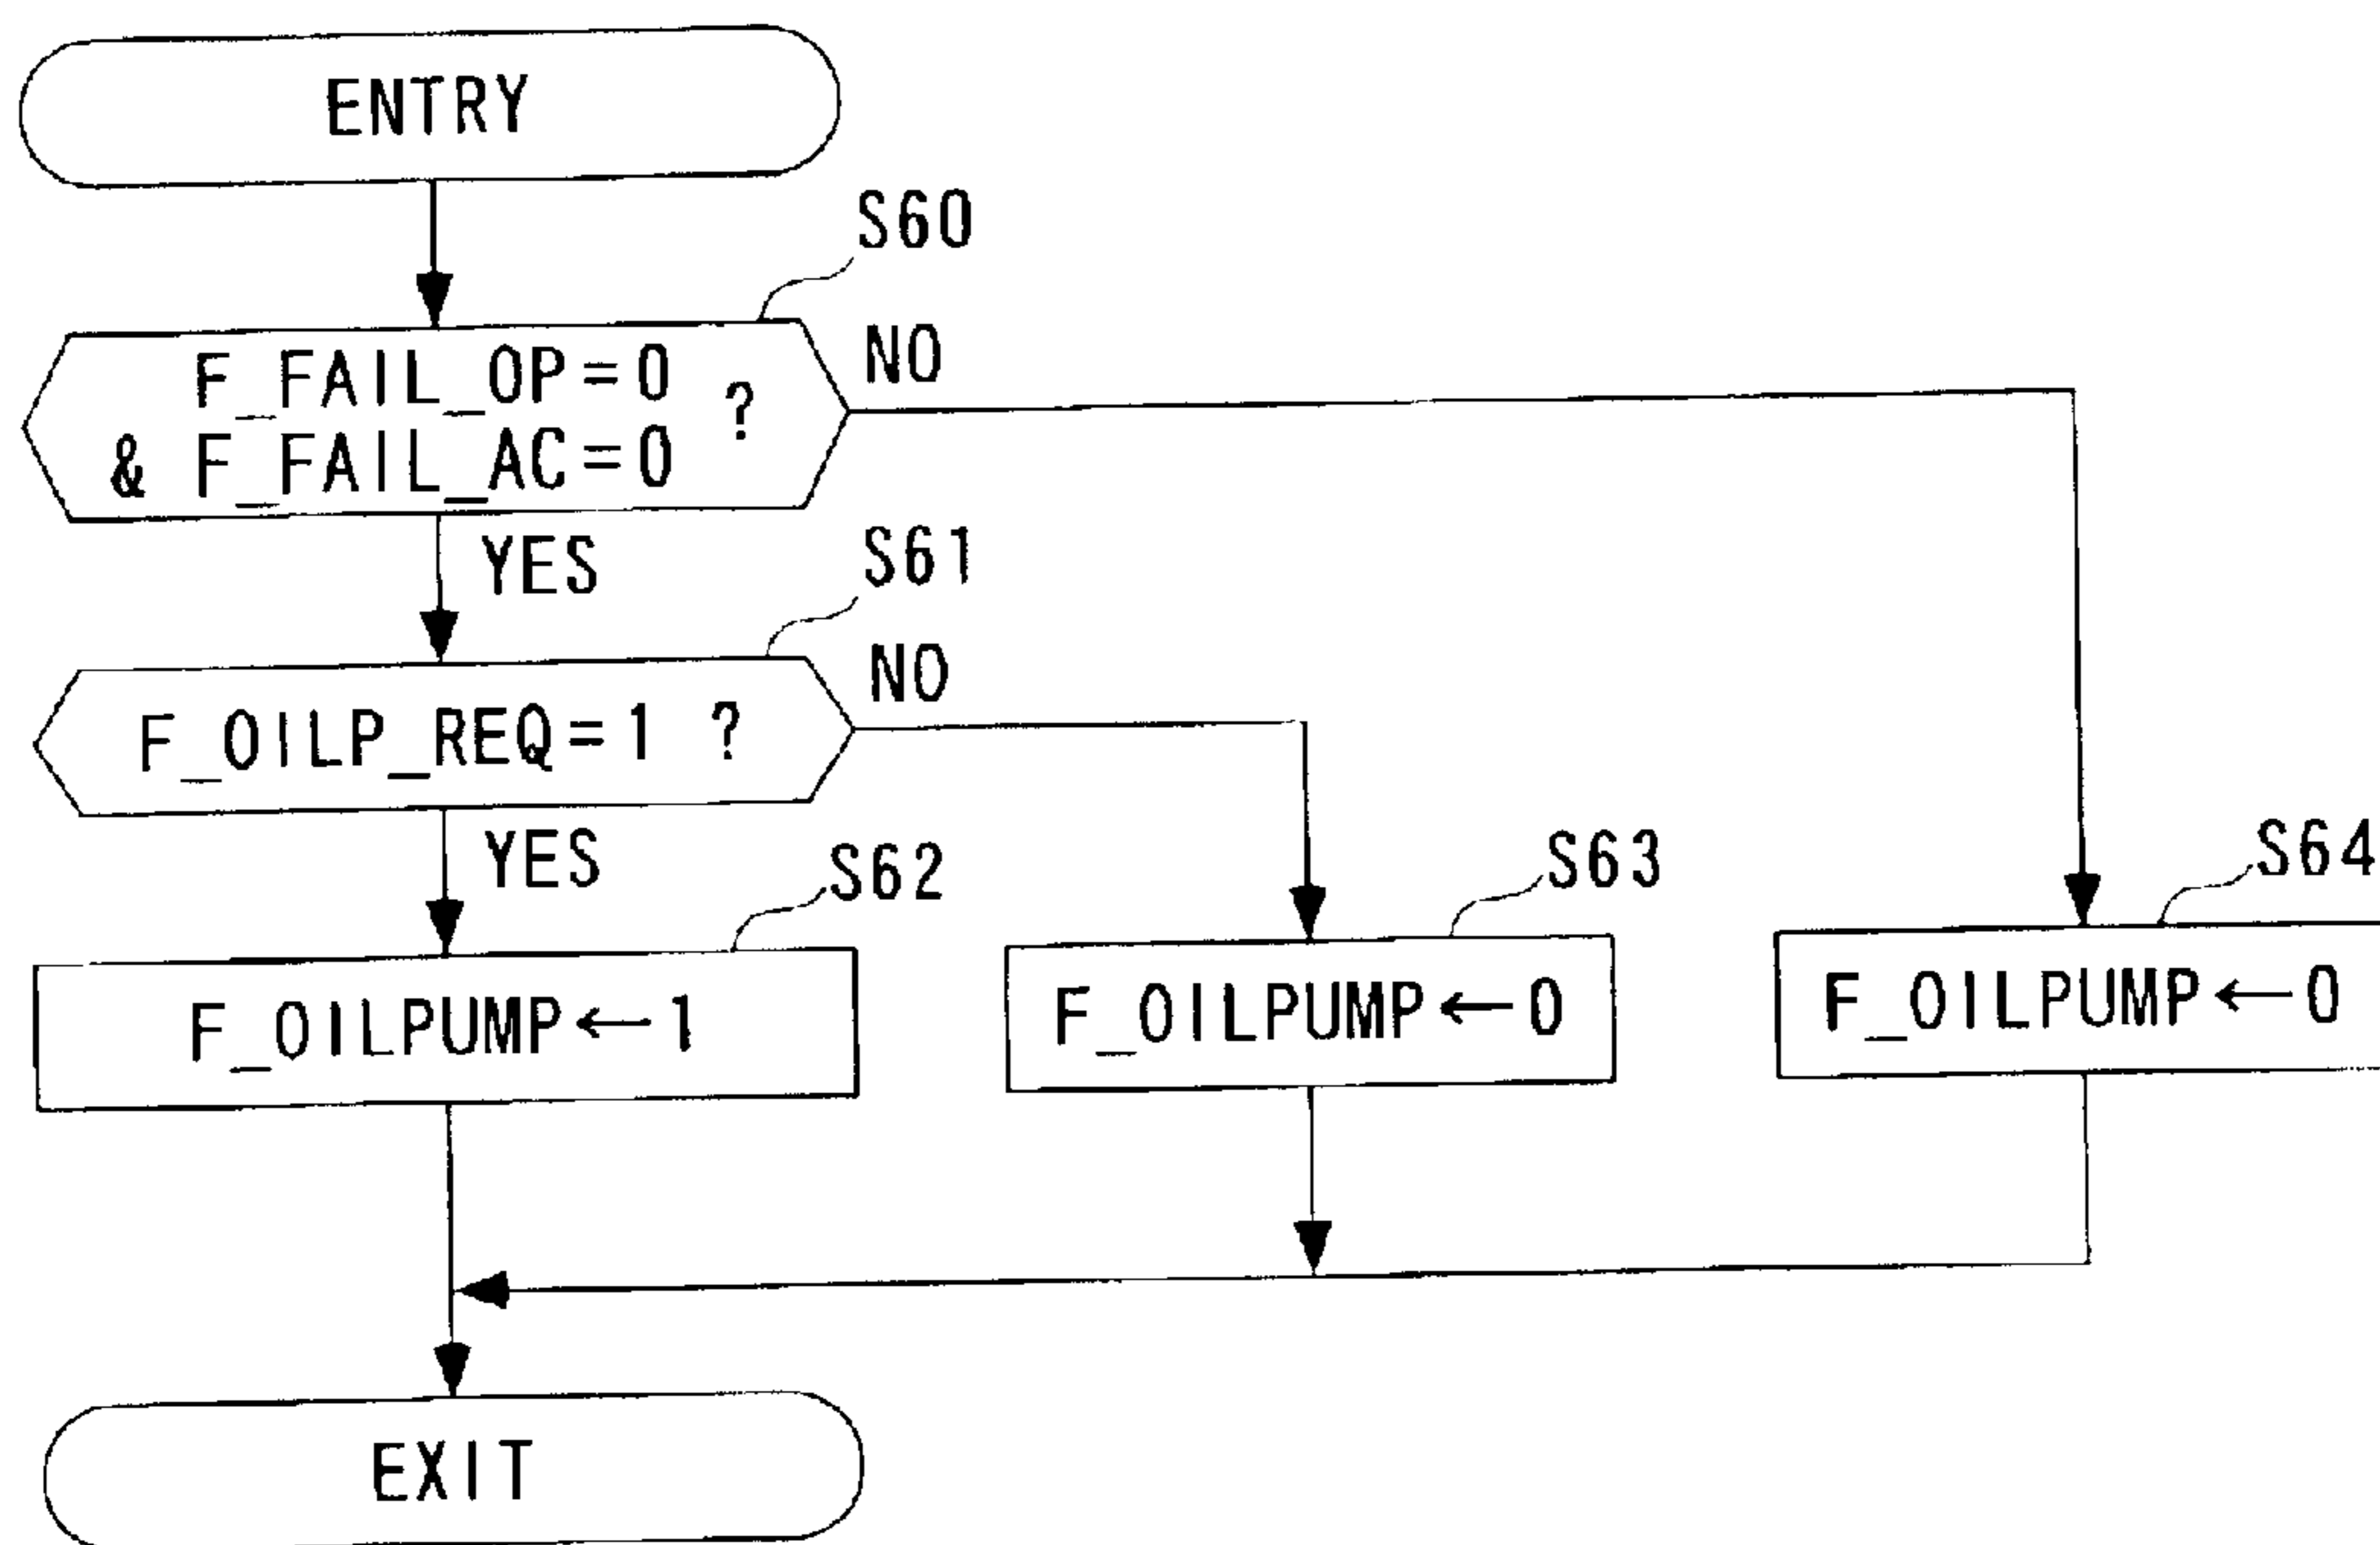 ENTRY
S60
F_FAIL_OP=0
& F_FAIL_AC=0 ?
NO
YES
S61
F_OILP_REQ=1 ?
NO
YES
S62
F_OILPUMP←1
S63
F_OILPUMP←0
S64
F_OILPUMP←0
EXIT